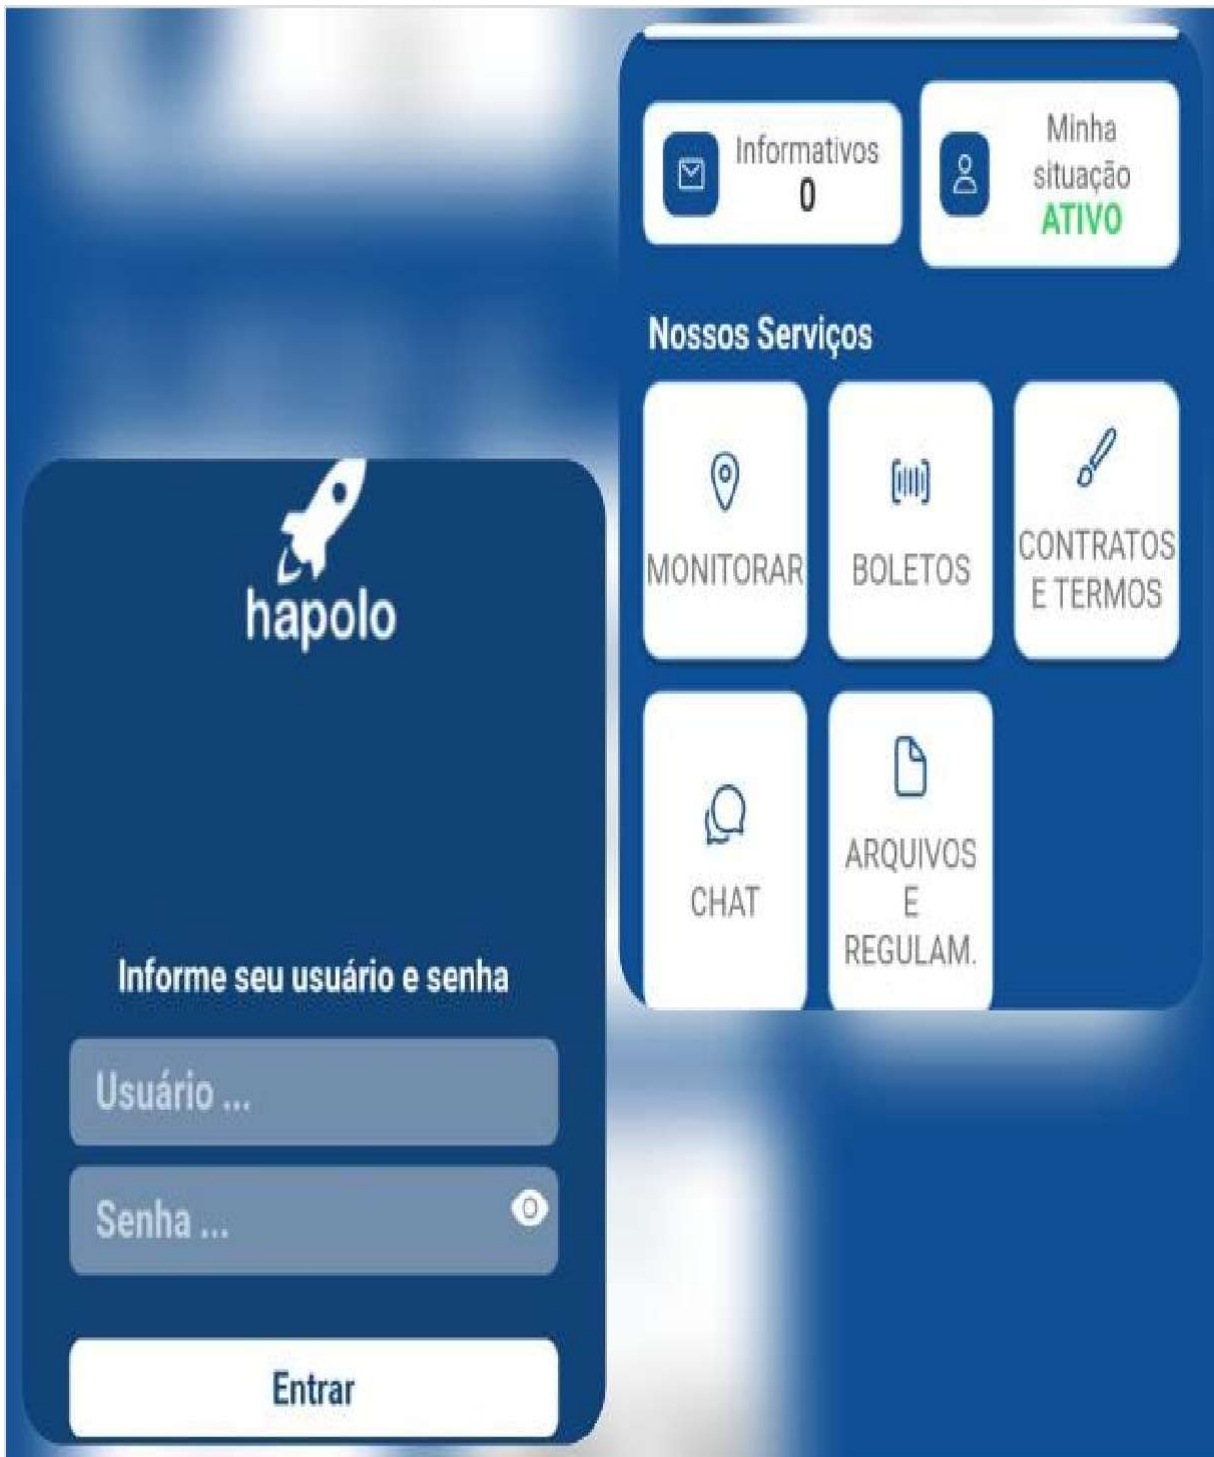 hapolo
Informe seu usuário e senha
Usuário ...
Senha ...
Entrar
Informativos
0
Minha
situação
ATIVO
Nossos Serviços
MONITORAR
BOLETOS
CONTRATOS
E TERMOS
CHAT
ARQUIVOS
E
REGULAM.